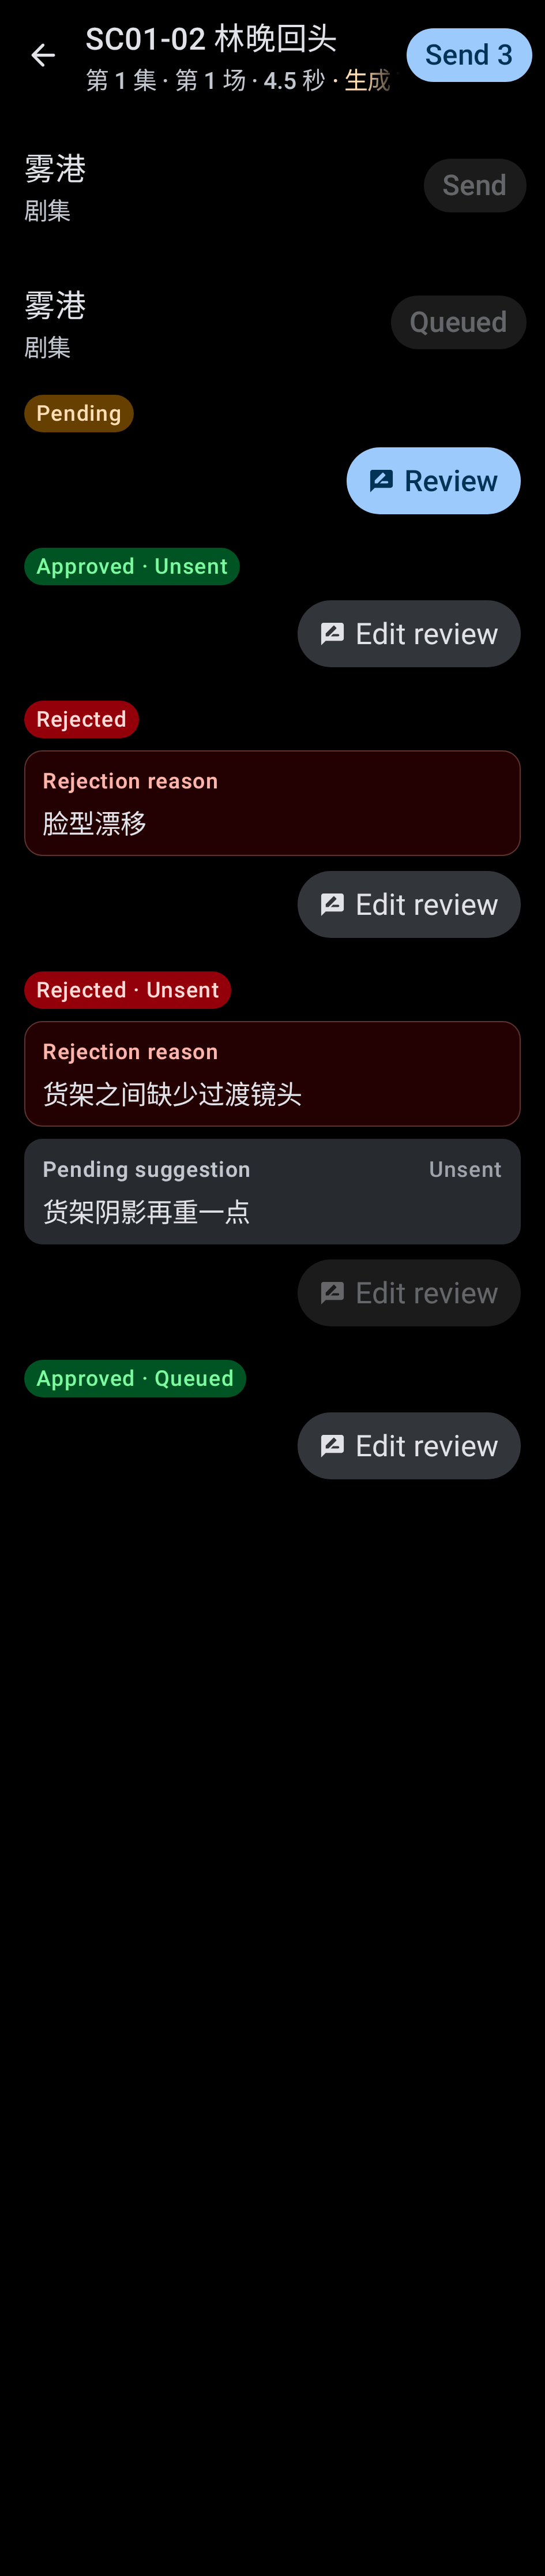 SC01-02 林晚回头
第 1 集 · 第 1 场 · 4.5 秒 · 生成
Send 3
雾港
剧集
Send
雾港
剧集
Queued
Pending
Review
Approved · Unsent
Edit review
Rejected
Rejection reason
脸型漂移
Edit review
Rejected · Unsent
Rejection reason
货架之间缺少过渡镜头
Pending suggestion
Unsent
货架阴影再重一点
Edit review
Approved · Queued
Edit review